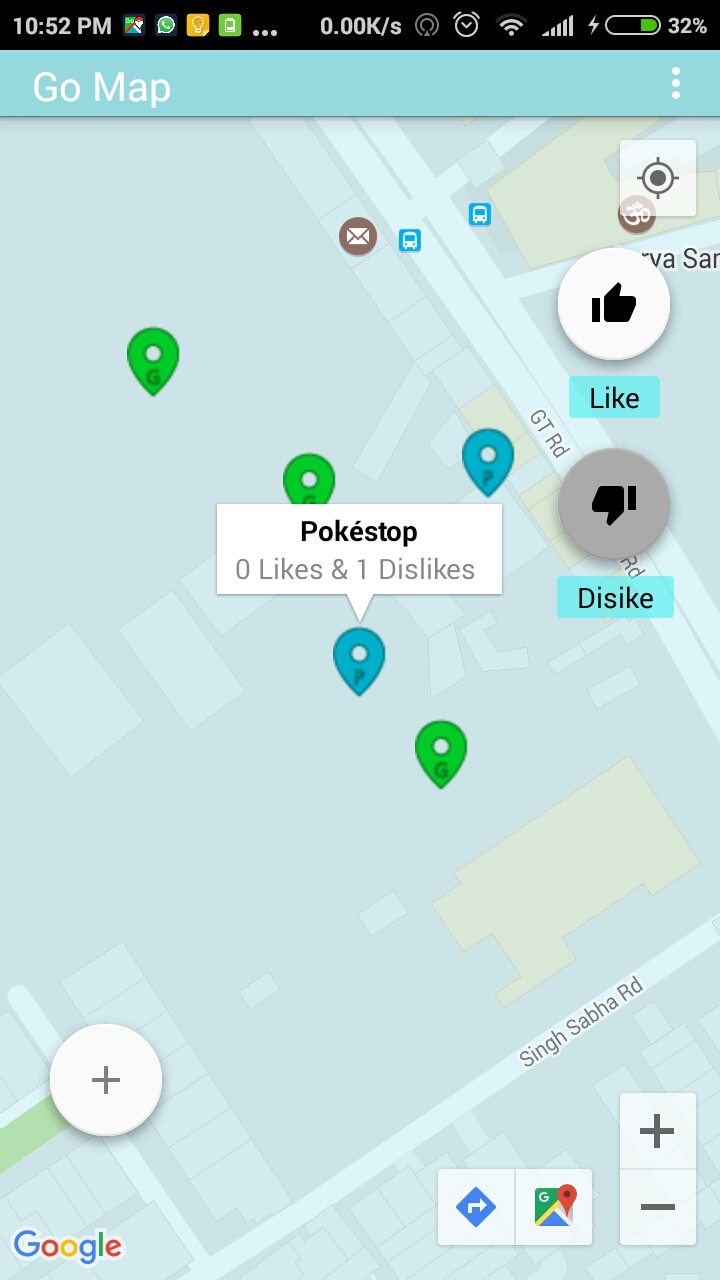 10:52 PM ... 0.00K/s 32%
Go Map
ॐ
rva Sar
Like
G
GT Rd
P
G
Pokéstop
0 Likes & 1 Dislikes
Rd
Disike
P
G
Singh Sabha Rd
+
+
G
−
Google